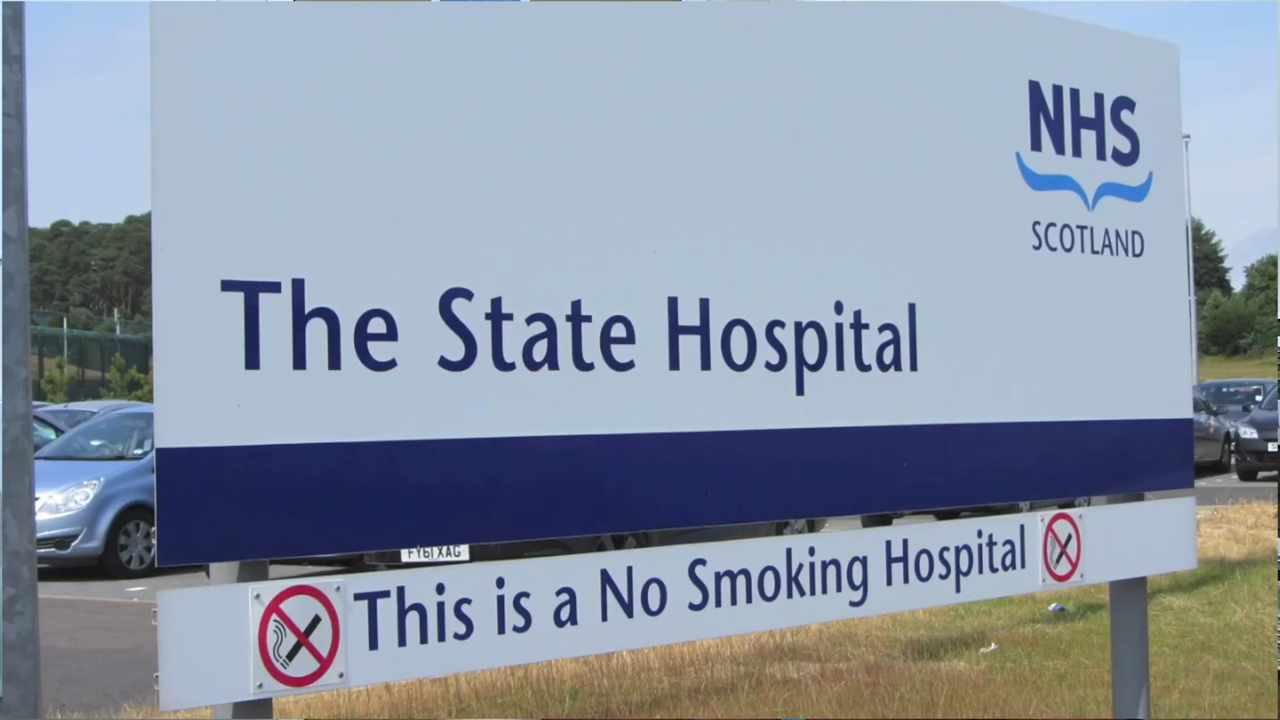 NHS
SCOTLAND
The State Hospital
FY61 XAG
This is a No Smoking Hospital